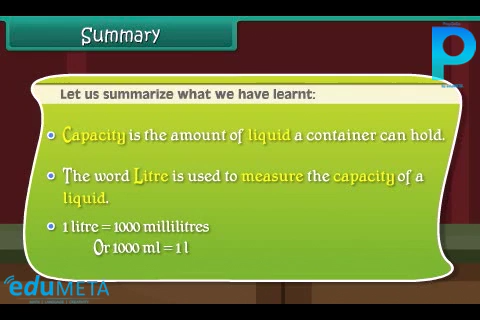 Summary
P
Let us summarize what we have learnt:
Capacity is the amount of liquid a container can hold.
The word Litre is used to measure the capacity of a
liquid.
1 litre = 1000 millilitres
Or 1000 ml = 1 l
eduMETA